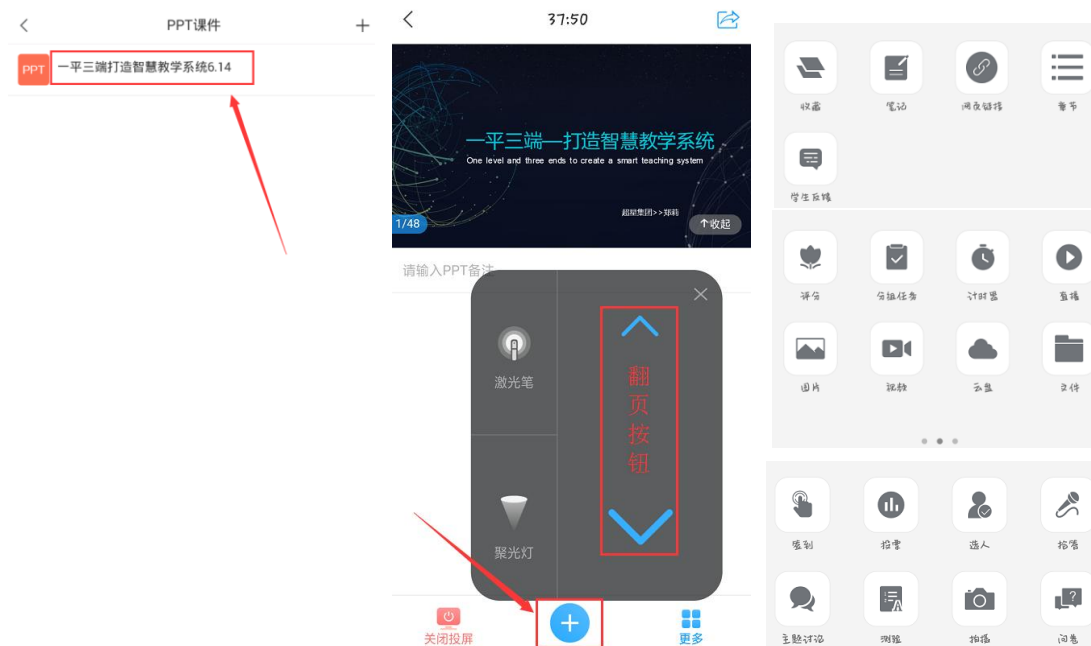 PPT课件
PPT
一平三端打造智慧教学系统6.14
37:50
一平三端—打造智慧教学系统
One level and three ends to create a smart teaching system
超星集团>>郑莉
1/48
收起
请输入PPT备注
激光笔
聚光灯
翻页按钮
关闭投屏
更多
收藏
笔记
网页链接
章节
学生反馈
评分
分组任务
计时器
直播
图片
视频
云盘
文件
签到
投票
选人
抢答
主题讨论
测验
拍摄
问卷